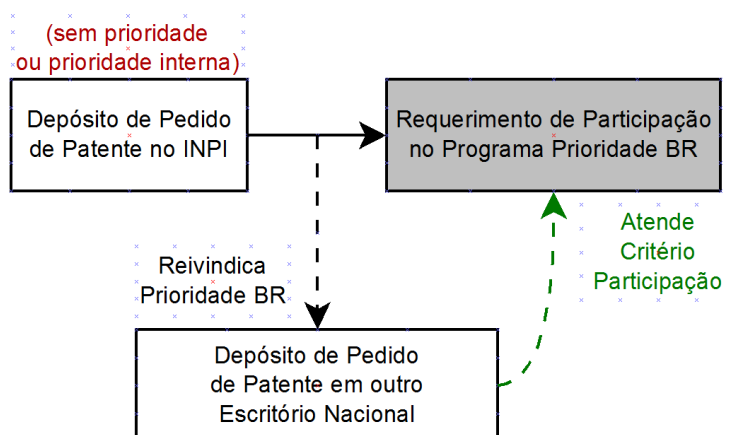 (sem prioridade
ou prioridade interna)
Depósito de Pedido
de Patente no INPI
Requerimento de Participação
no Programa Prioridade BR
Atende
Critério
Participação
Reivindica
Prioridade BR
Depósito de Pedido
de Patente em outro
Escritório Nacional